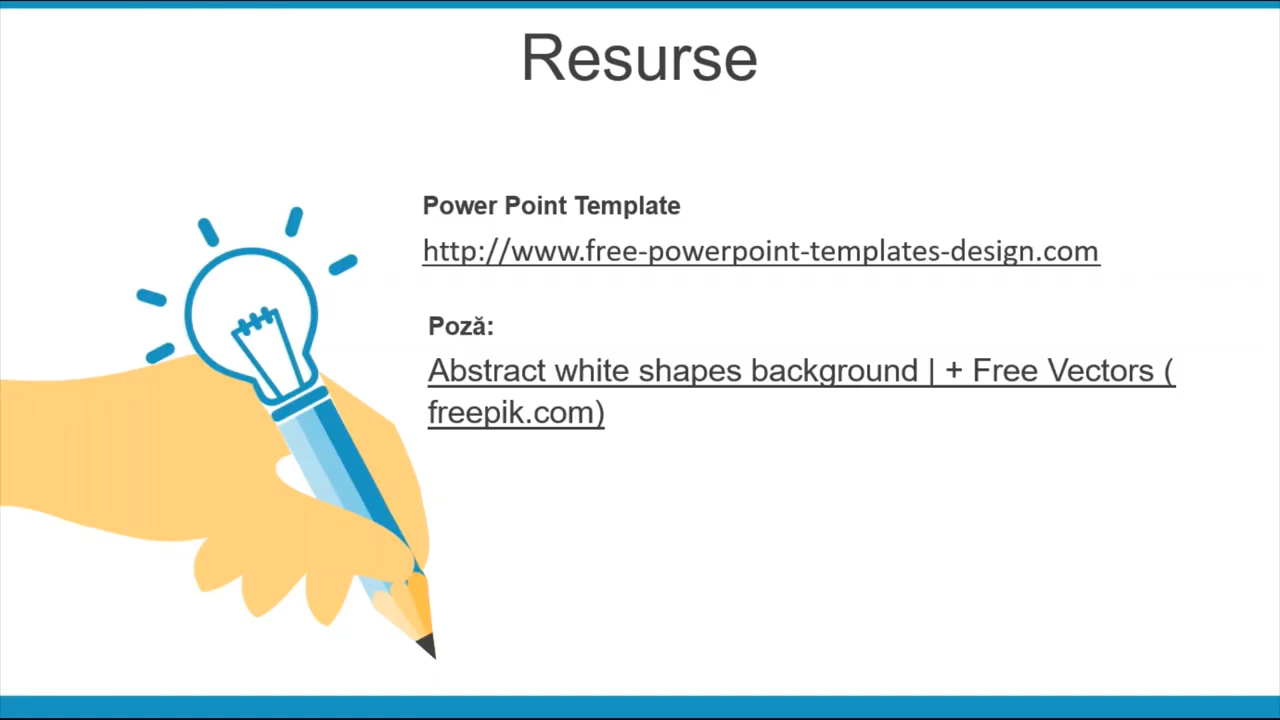 Resurse
Power Point Template
http://www.free-powerpoint-templates-design.com
Poză:
Abstract white shapes background | + Free Vectors (
freepik.com)